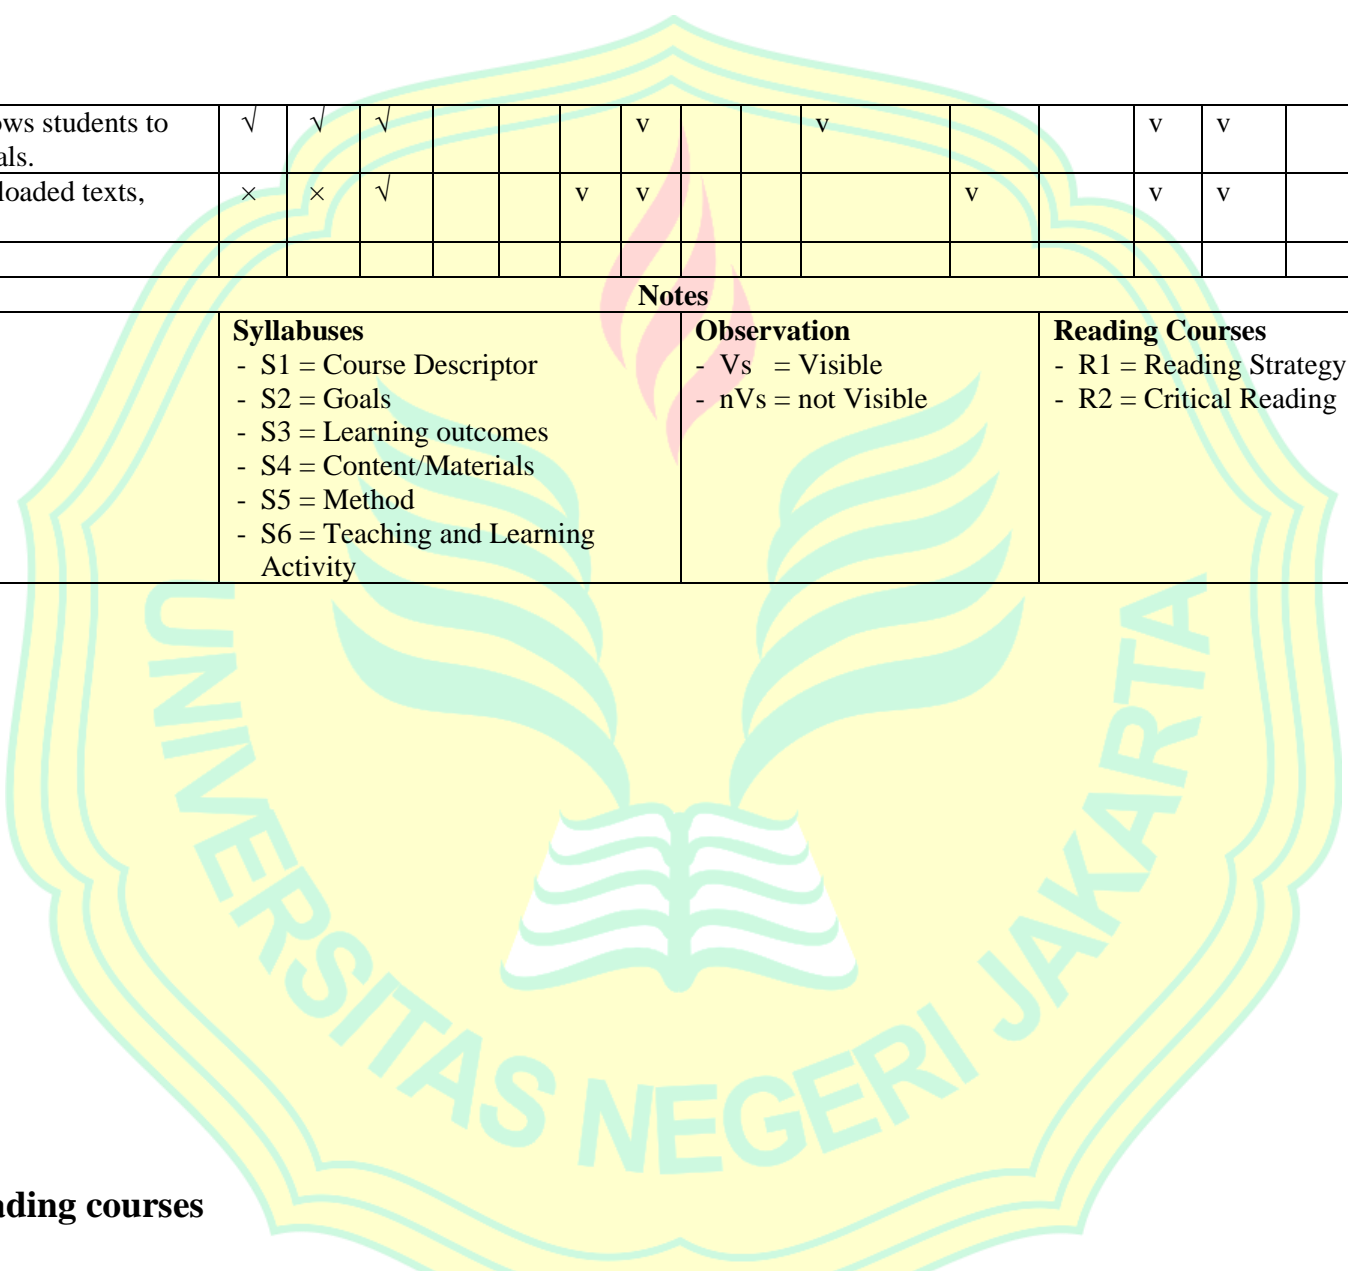 ows students to √ √ √ v v v v
als.
loaded texts, × × √ v v v v v
Notes
Syllabuses
- S1 = Course Descriptor
- S2 = Goals
- S3 = Learning outcomes
- S4 = Content/Materials
- S5 = Method
- S6 = Teaching and Learning
Activity
Observation
- Vs = Visible
- nVs = not Visible
Reading Courses
- R1 = Reading Strategy
- R2 = Critical Reading
UNIVERSITAS NEGERI JAKARTA
ading courses